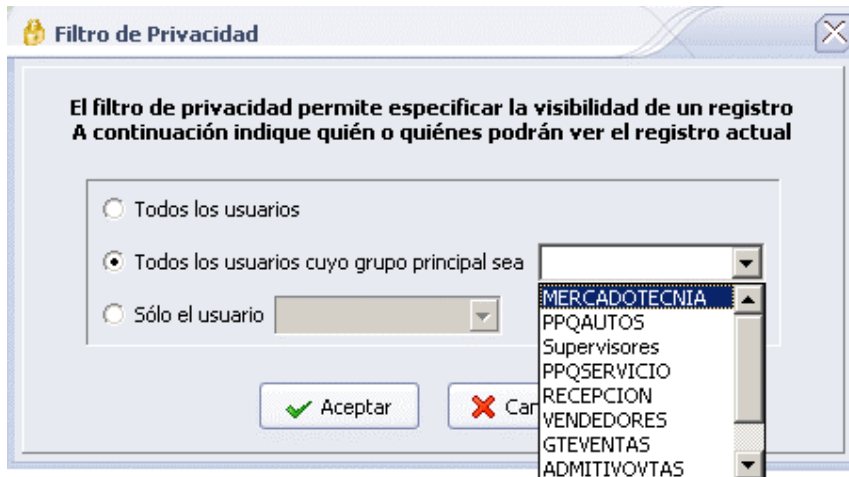 Filtro de Privacidad
El filtro de privacidad permite especificar la visibilidad de un registro
A continuación indique quién o quiénes podrán ver el registro actual
Todos los usuarios
Todos los usuarios cuyo grupo principal sea
Sólo el usuario
MERCADOTECNIA
PPQAUTOS
Supervisores
PPQSERVICIO
RECEPCION
VENDEDORES
GTEVENTAS
ADMITIVOVTAS
Aceptar